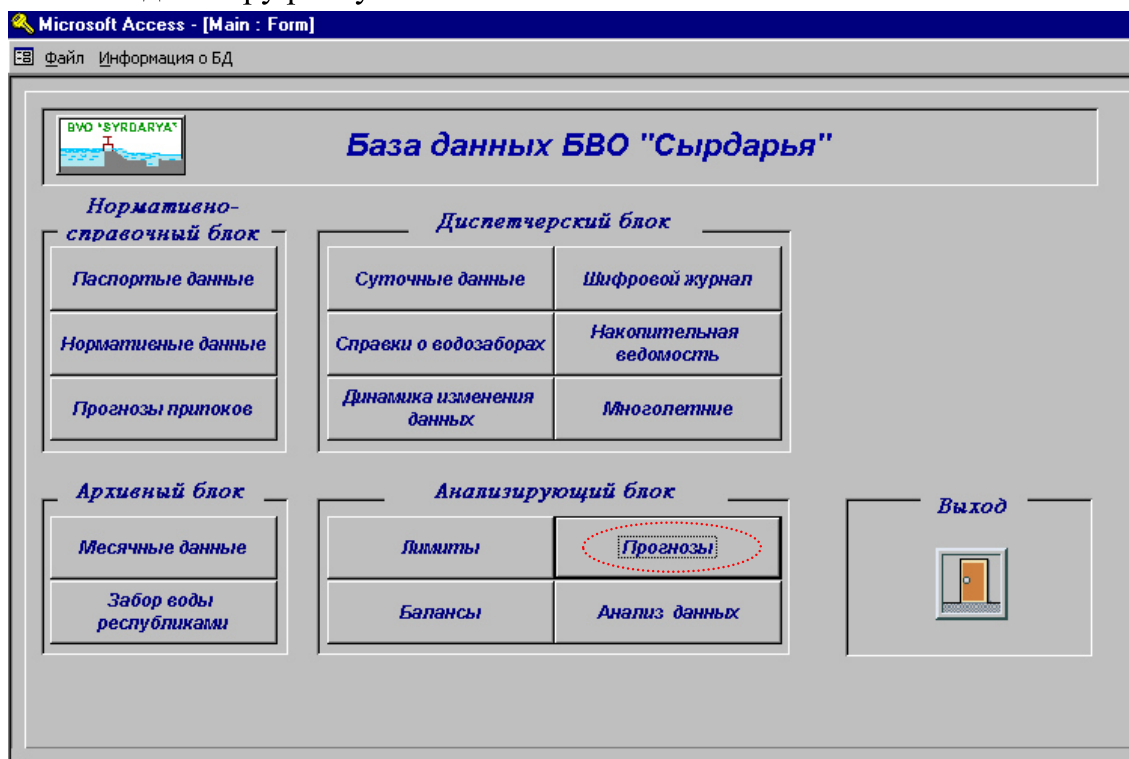 Microsoft Access - [Main : Form]
Файл Информация о БД
BVO "SYRDARYA"
База данных БВО "Сырдарья"
Нормативно-
справочный блок
Паспортые данные
Нормативные данные
Прогнозы притоков
Диспетчерский блок
Суточные данные
Шифровой журнал
Справки о водозаборах
Накопительная
ведомость
Динамика изменения
данных
Многолетние
Архивный блок
Месячные данные
Забор воды
республиками
Анализирующий блок
Лимиты
Прогнозы
Балансы
Анализ данных
Выход